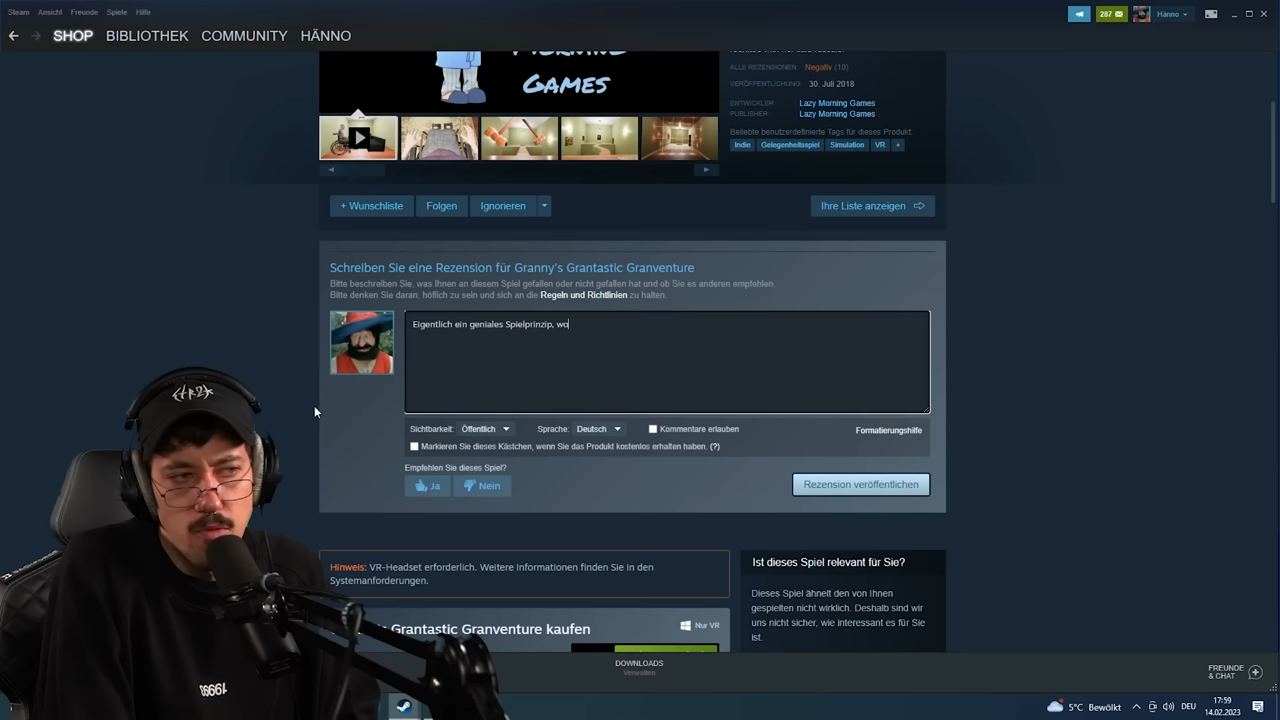 Steam Ansicht Freunde Spiele Hilfe
287
Hänno
SHOP BIBLIOTHEK COMMUNITY HÄNNO
GAMES
ALLE REZENSIONEN: Negativ (10)
VERÖFFENTLICHUNG: 30. Juli 2018
ENTWICKLER Lazy Morning Games
PUBLISHER: Lazy Morning Games
Beliebte benutzerdefinierte Tags für dieses Produkt:
Indie Gelegenheitsspiel Simulation VR +
+ Wunschliste Folgen Ignorieren Ihre Liste anzeigen
Schreiben Sie eine Rezension für Granny's Grantastic Granventure
Bitte beschreiben Sie, was Ihnen an diesem Spiel gefallen oder nicht gefallen hat und ob Sie es anderen empfehlen.
Bitte denken Sie daran, höflich zu sein und sich an die Regeln und Richtlinien zu halten.
Eigentlich ein geniales Spielprinzip, wo
Sichtbarkeit: Öffentlich Sprache: Deutsch Kommentare erlauben Formatierungshilfe
Markieren Sie dieses Kästchen, wenn Sie das Produkt kostenlos erhalten haben. (?)
Empfehlen Sie dieses Spiel?
Ja Nein Rezension veröffentlichen
Hinweis: VR-Headset erforderlich. Weitere Informationen finden Sie in den
Systemanforderungen.
Ist dieses Spiel relevant für Sie?
Dieses Spiel ähnelt den von Ihnen
gespielten nicht wirklich. Deshalb sind wir
uns nicht sicher, wie interessant es für Sie
ist.
Grantastic Granventure kaufen
Nur VR
DOWNLOADS
Verwalten
FREUNDE
& CHAT
5°C Bewölkt DEU 17:59
14.02.2023